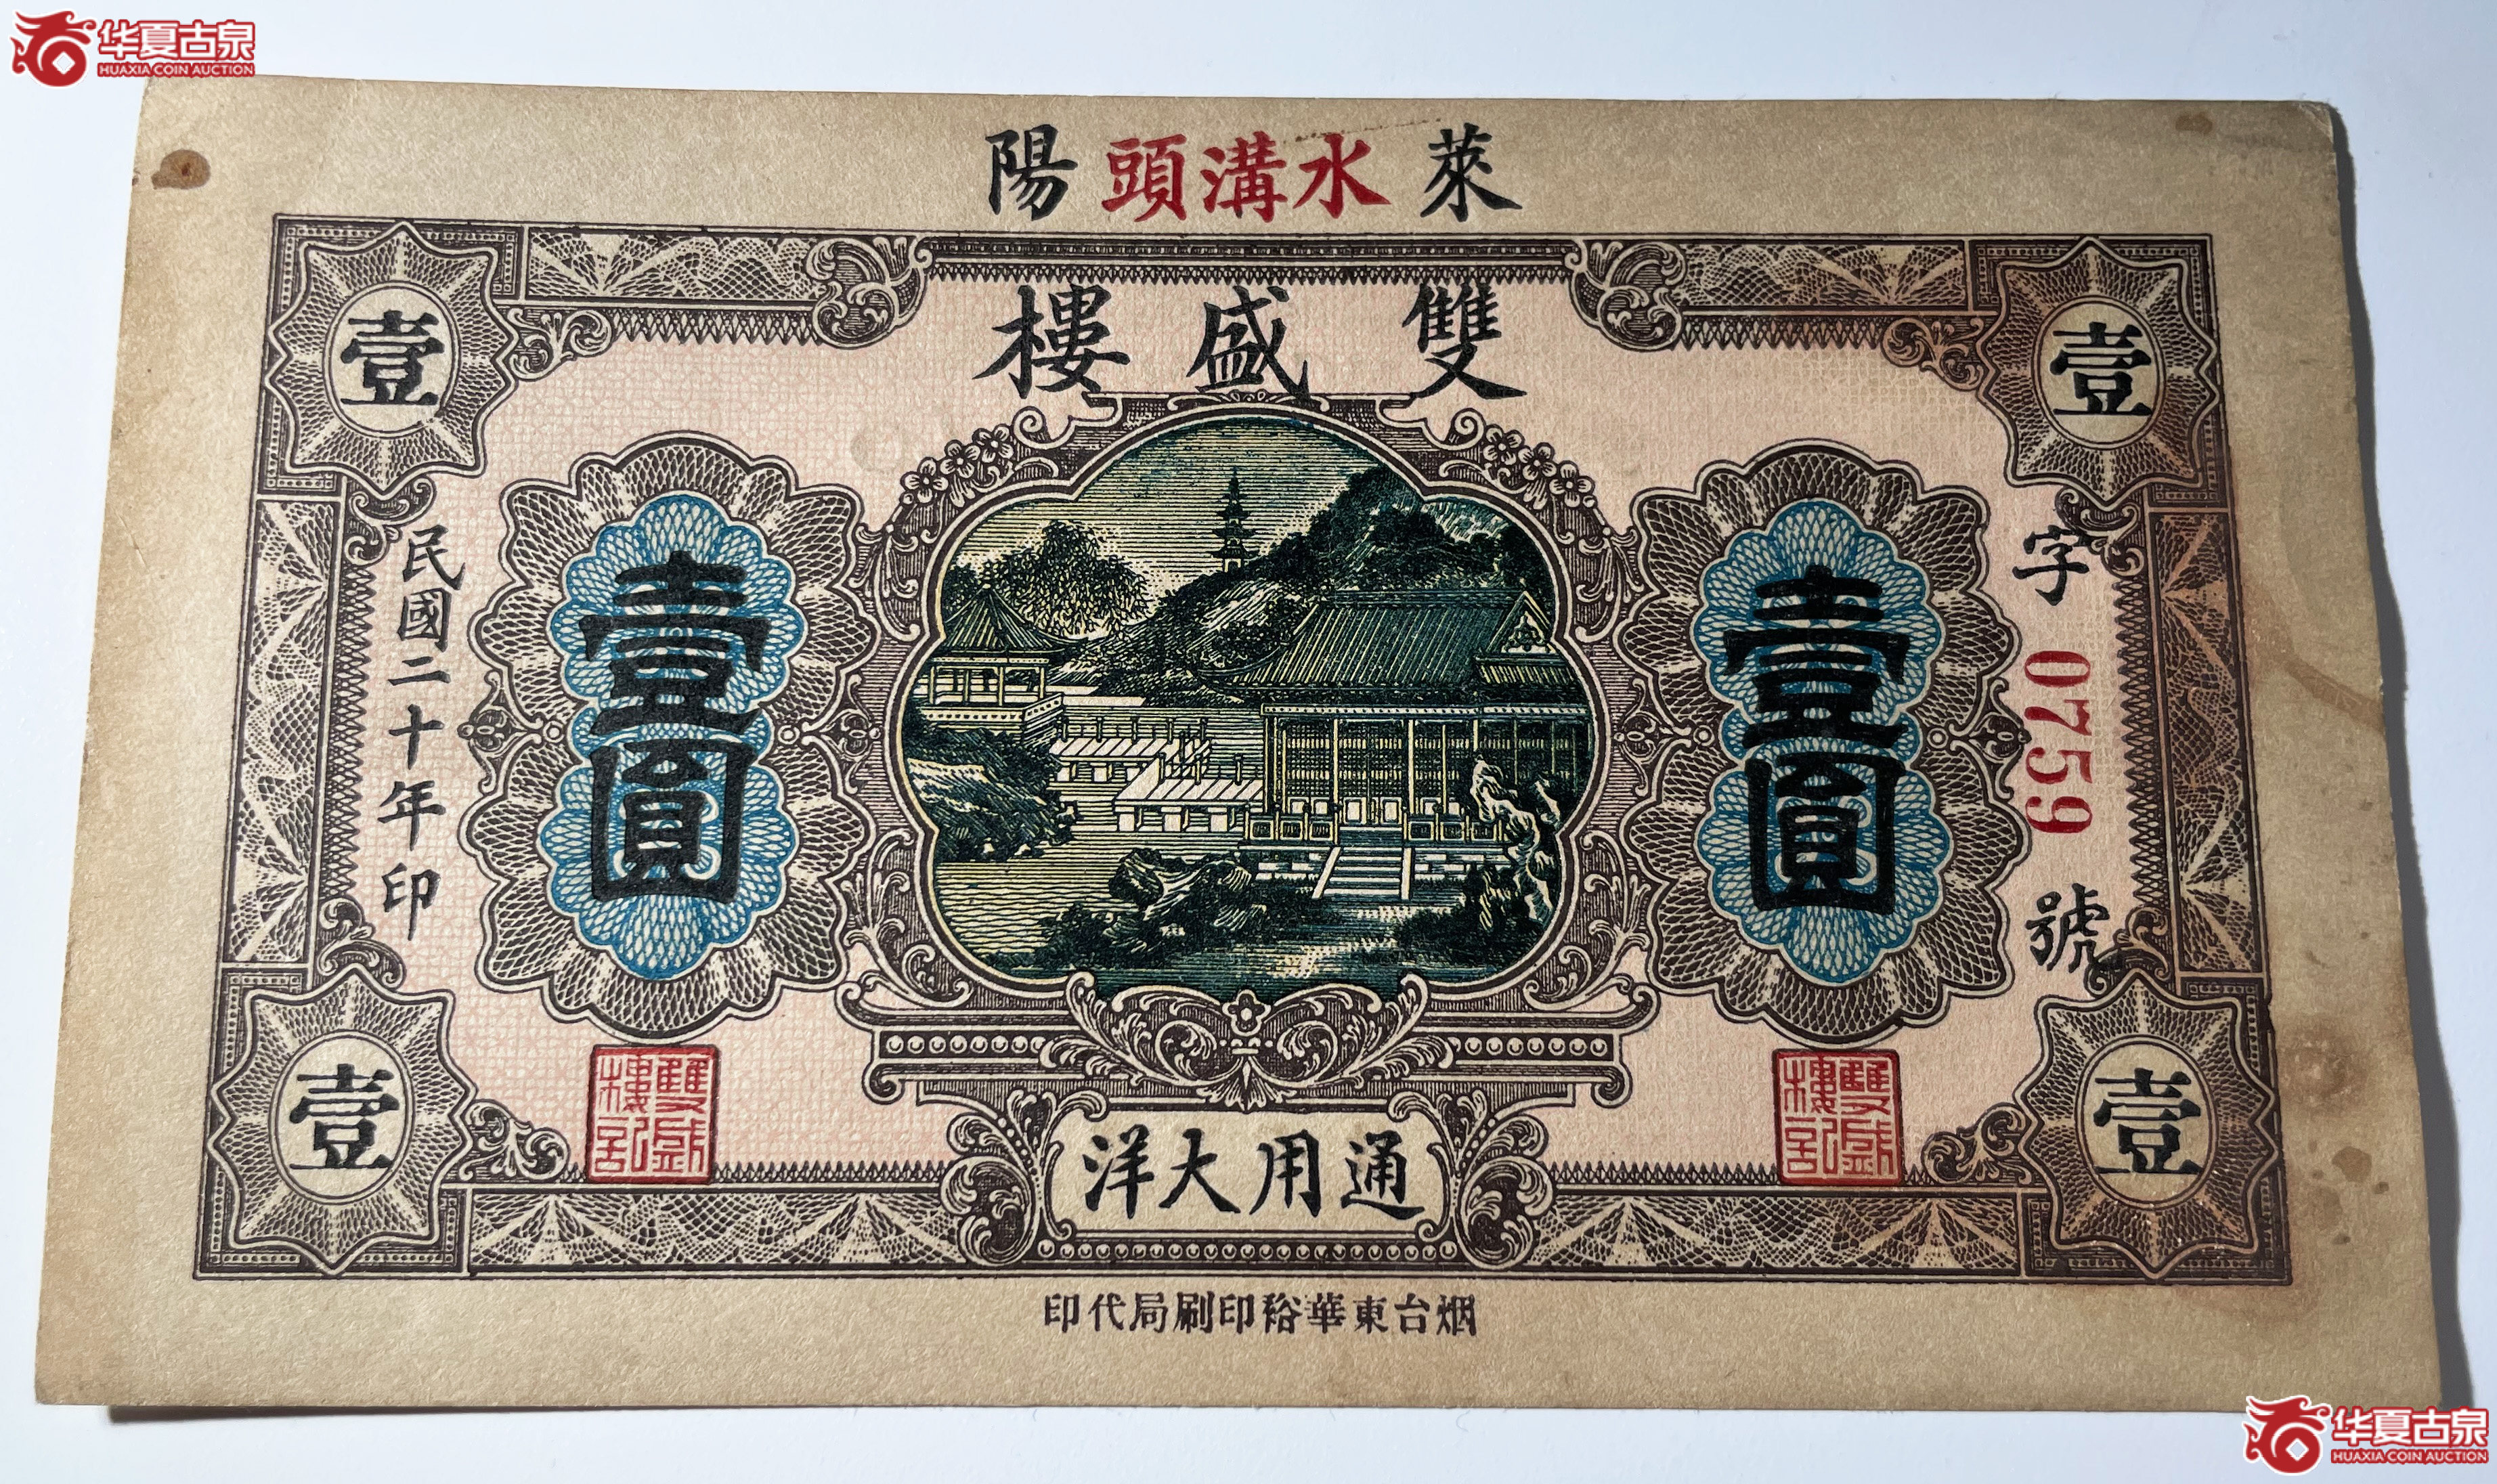 华夏古泉
HUAXIA COIN AUCTION
萊水溝頭陽
雙盛樓
壹
壹
字 0759 號
壹圓
壹圓
民國二十年印
雙盛樓記
雙盛樓記
壹
壹
通用大洋
烟台東華裕印刷局代印
华夏古泉
HUAXIA COIN AUCTION